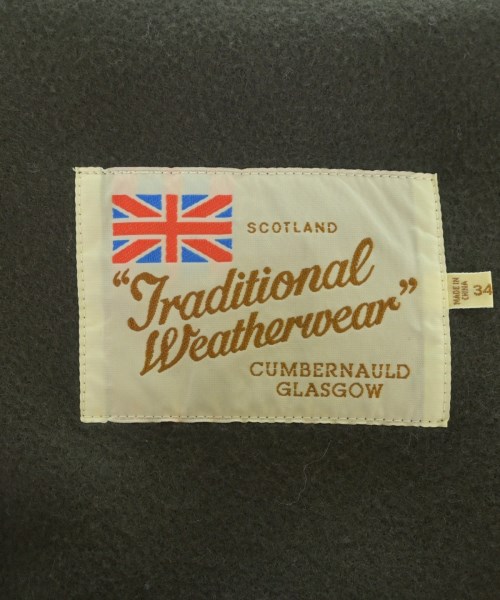 SCOTLAND
"Traditional
Weatherwear"
CUMBERNAULD
GLASGOW
MADE IN
CHINA
34